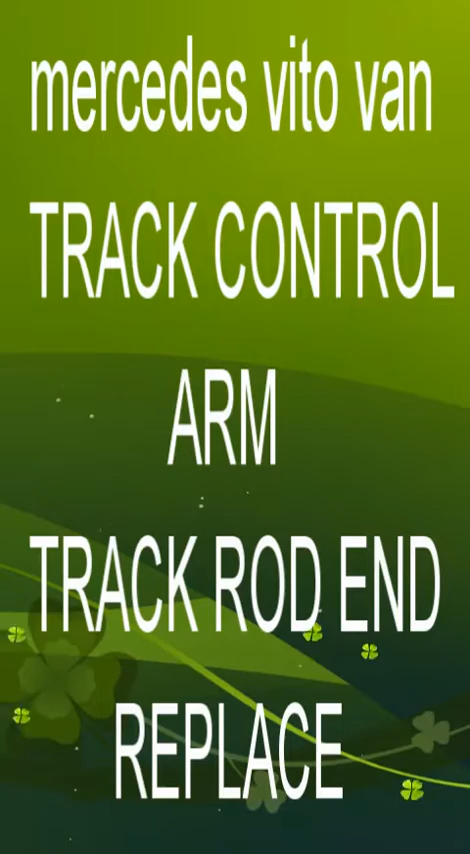 mercedes vito van
TRACK CONTROL
ARM
TRACK ROD END
REPLACE